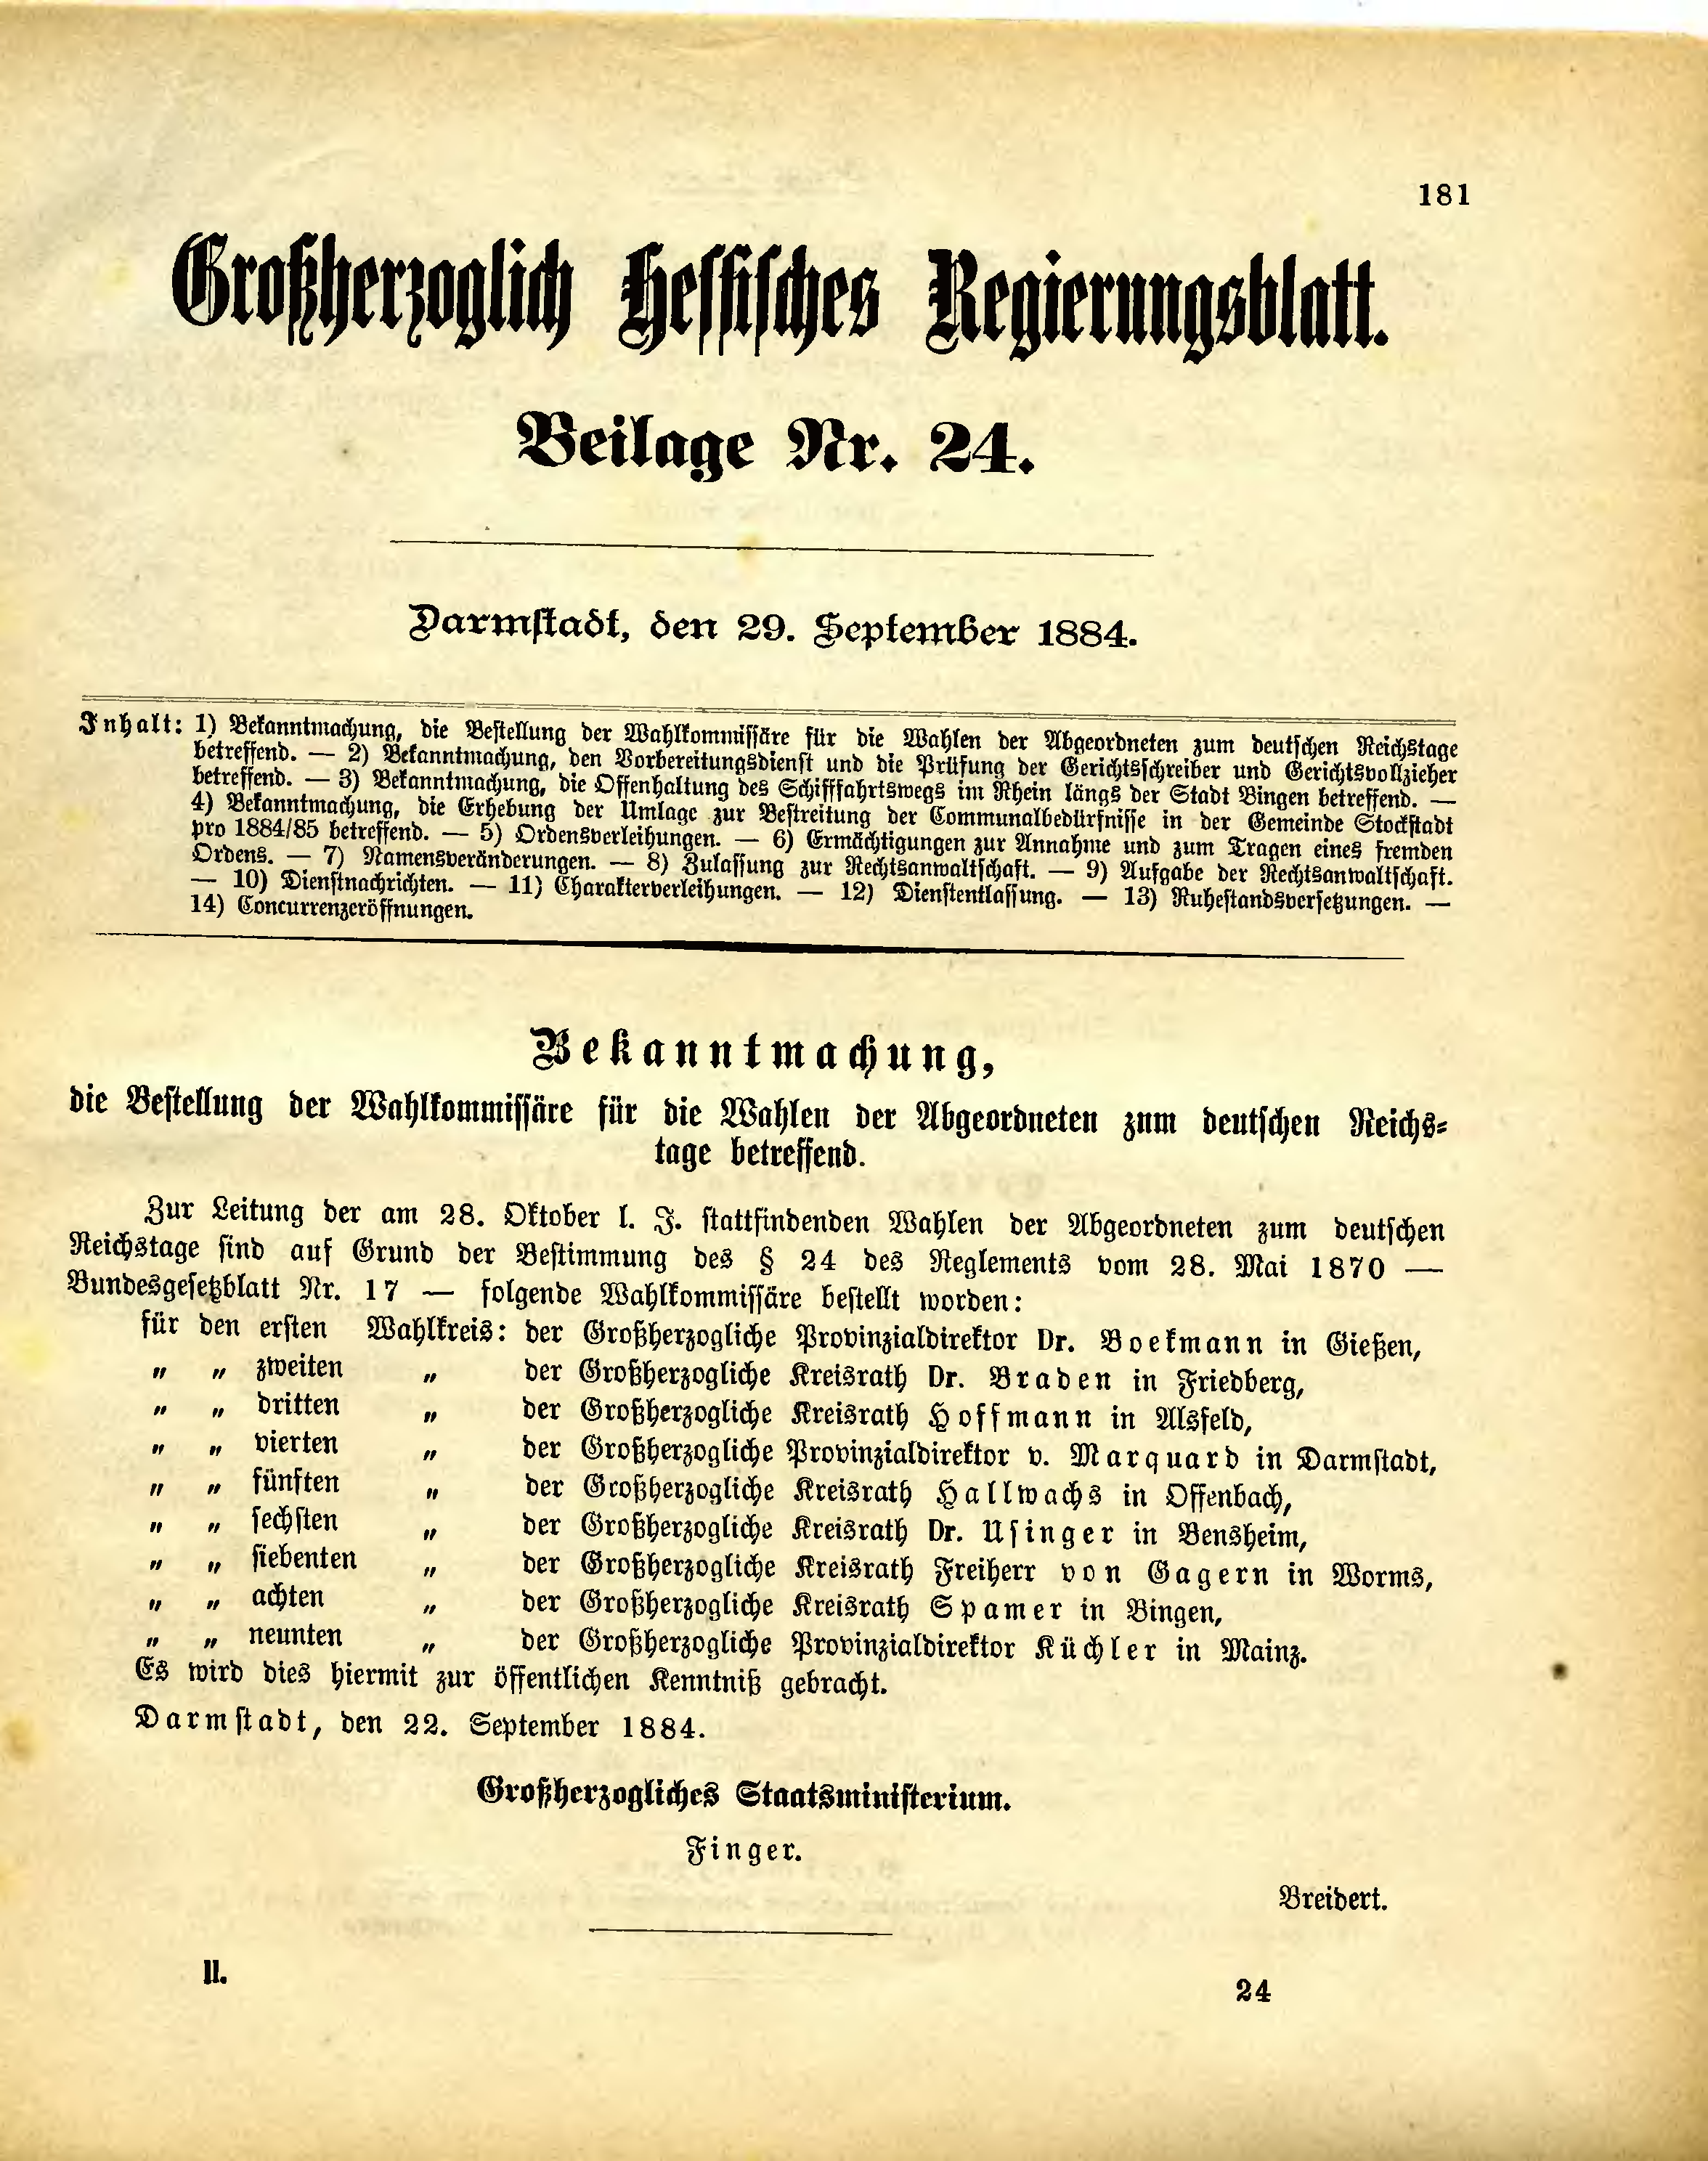 181
Großherzoglich Hessisches Regierungsblatt.
Beilage Nr. 24.
Darmstadt, den 29. September 1884.
Inhalt: 1) Bekanntmachung, die Bestellung der Wahlkommissäre für die Wahlen der Abgeordneten zum deutschen Reichstage
betreffend. — 2) Bekanntmachung, den Vorbereitungsdienst und die Prüfung der Gerichtsschreiber und Gerichtsvollzieher
betreffend. — 3) Bekanntmachung, die Offenhaltung des Schifffahrtswegs im Rhein längs der Stadt Bingen betreffend. —
4) Bekanntmachung, die Erhebung der Umlage zur Bestreitung der Communalbedürfnisse in der Gemeinde Stockstadt
pro 1884/85 betreffend. — 5) Ordensverleihungen. — 6) Ermächtigungen zur Annahme und zum Tragen eines fremden
Ordens. — 7) Namensveränderungen. — 8) Zulassung zur Rechtsanwaltschaft. — 9) Aufgabe der Rechtsanwaltschaft.
— 10) Dienstnachrichten. — 11) Charakterverleihungen. — 12) Dienstentlassung. — 13) Ruhestandsversetzungen. —
14) Concurrenzeröffnungen.
Bekanntmachung,
die Bestellung der Wahlkommissäre für die Wahlen der Abgeordneten zum deutschen Reichs-
tage betreffend.
Zur Leitung der am 28. Oktober l. J. stattfindenden Wahlen der Abgeordneten zum deutschen
Reichstage sind auf Grund der Bestimmung des § 24 des Reglements vom 28. Mai 1870 —
Bundesgesetzblatt Nr. 17 — folgende Wahlkommissäre bestellt worden:
für den ersten Wahlkreis: der Großherzogliche Provinzialdirektor Dr. Boekmann in Gießen,
„ „ zweiten „ der Großherzogliche Kreisrath Dr. Braden in Friedberg,
„ „ dritten „ der Großherzogliche Kreisrath Hoffmann in Alsfeld,
„ „ vierten „ der Großherzogliche Provinzialdirektor v. Marquard in Darmstadt,
„ „ fünften „ der Großherzogliche Kreisrath Hallwachs in Offenbach,
„ „ sechsten „ der Großherzogliche Kreisrath Dr. Usinger in Bensheim,
„ „ siebenten „ der Großherzogliche Kreisrath Freiherr von Gagern in Worms,
„ „ achten „ der Großherzogliche Kreisrath Spamer in Bingen,
„ „ neunten „ der Großherzogliche Provinzialdirektor Küchler in Mainz.
Es wird dies hiermit zur öffentlichen Kenntniß gebracht.
Darmstadt, den 22. September 1884.
Großherzogliches Staatsministerium.
Finger.
Breidert.
II.
24